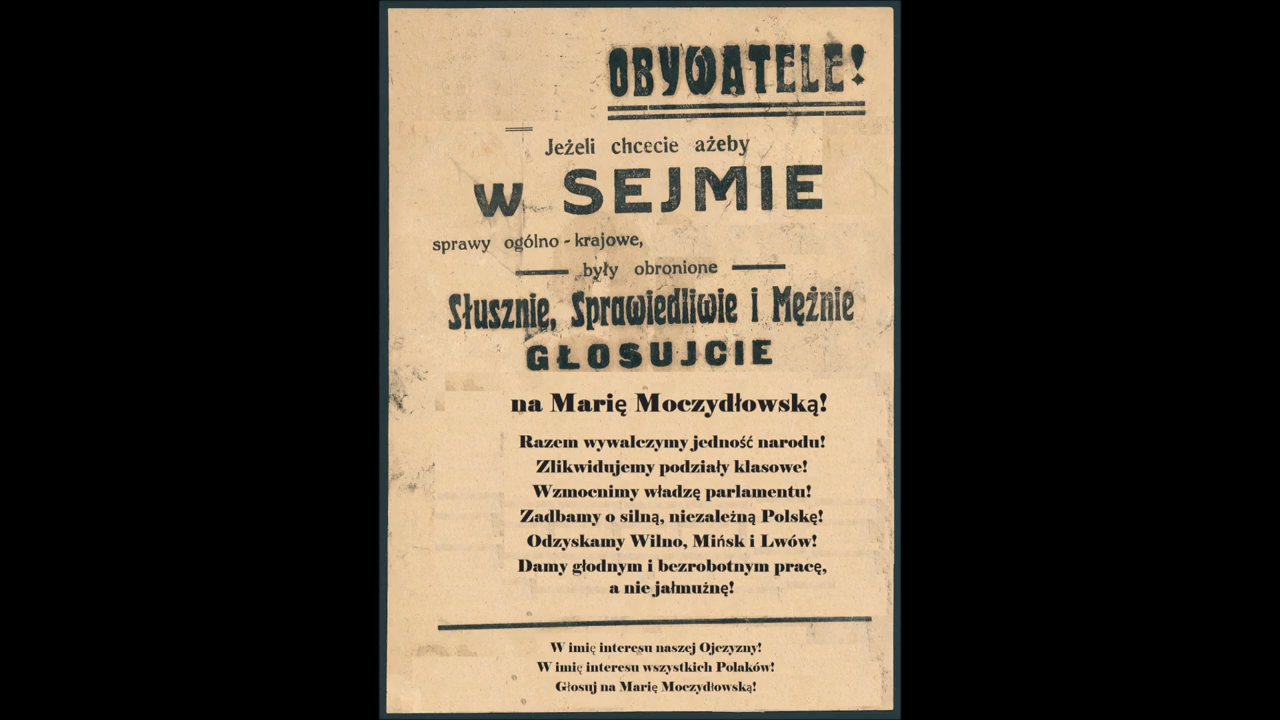 OBYWATELE!
Jeżeli chcecie ażeby
w SEJMIE
sprawy ogólno-krajowe,
były obronione
Słusznie, Sprawiedliwie i Mężnie
GŁOSUJCIE
na Marię Moczydłowską!
Razem wywalczymy jedność narodu!
Zlikwidujemy podziały klasowe!
Wzmocnimy władzę parlamentu!
Zadbamy o silną, niezależną Polskę!
Odzyskamy Wilno, Mińsk i Lwów!
Damy głodnym i bezrobotnym pracę,
a nie jałmużnę!
W imię interesu naszej Ojczyzny!
W imię interesu wszystkich Polaków!
Głosuj na Marię Moczydłowską!